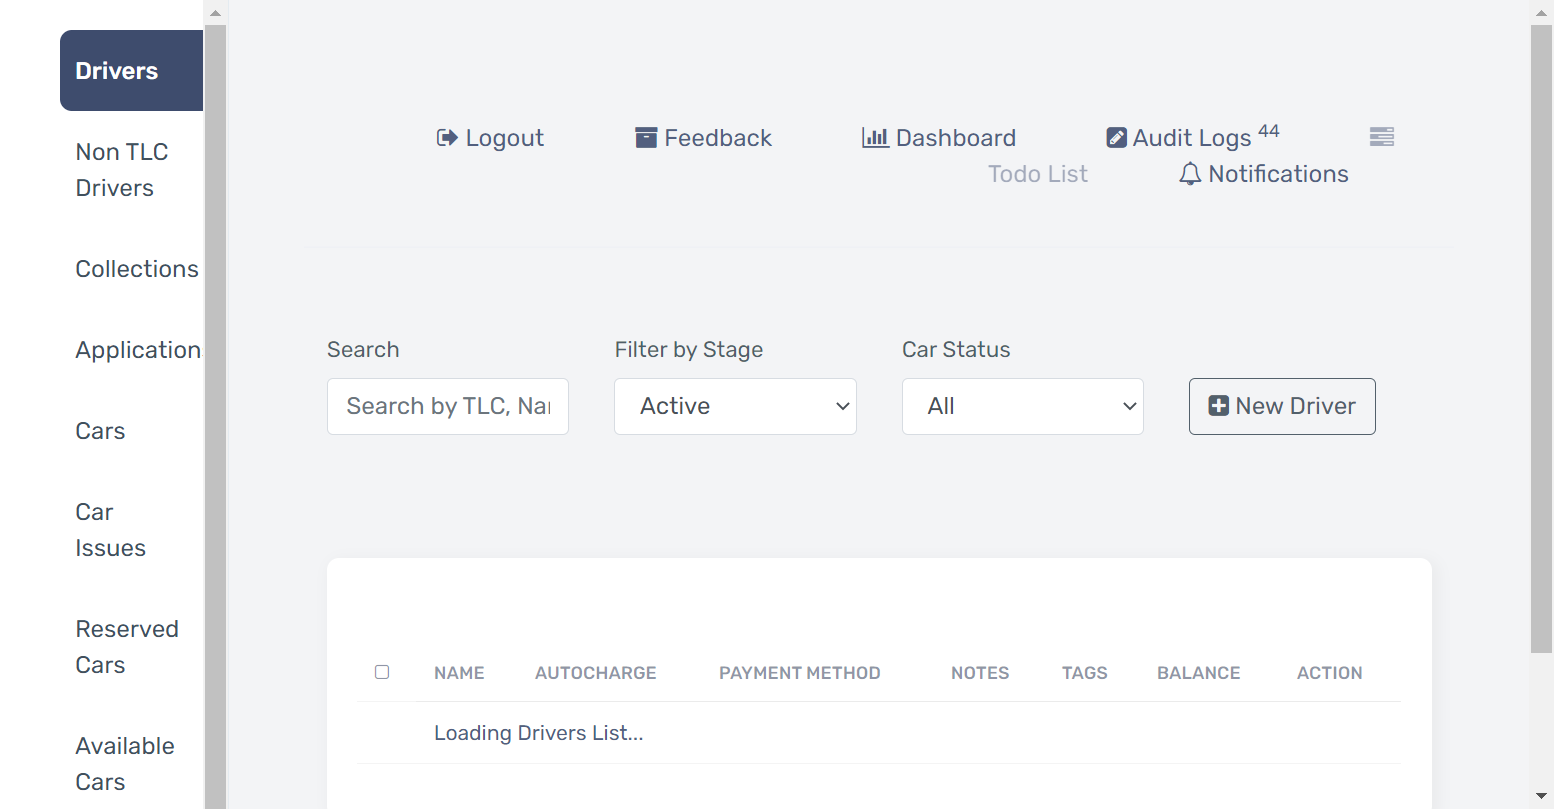 Drivers
Non TLC
Drivers
Collections
Application
Cars
Car
Issues
Reserved
Cars
Available
Cars
Logout
Feedback
Dashboard
Audit Logs 44
Todo List
Notifications
Search
Filter by Stage
Car Status
Search by TLC, Nar
Active
All
New Driver
NAME AUTOCHARGE PAYMENT METHOD NOTES TAGS BALANCE ACTION
Loading Drivers List...